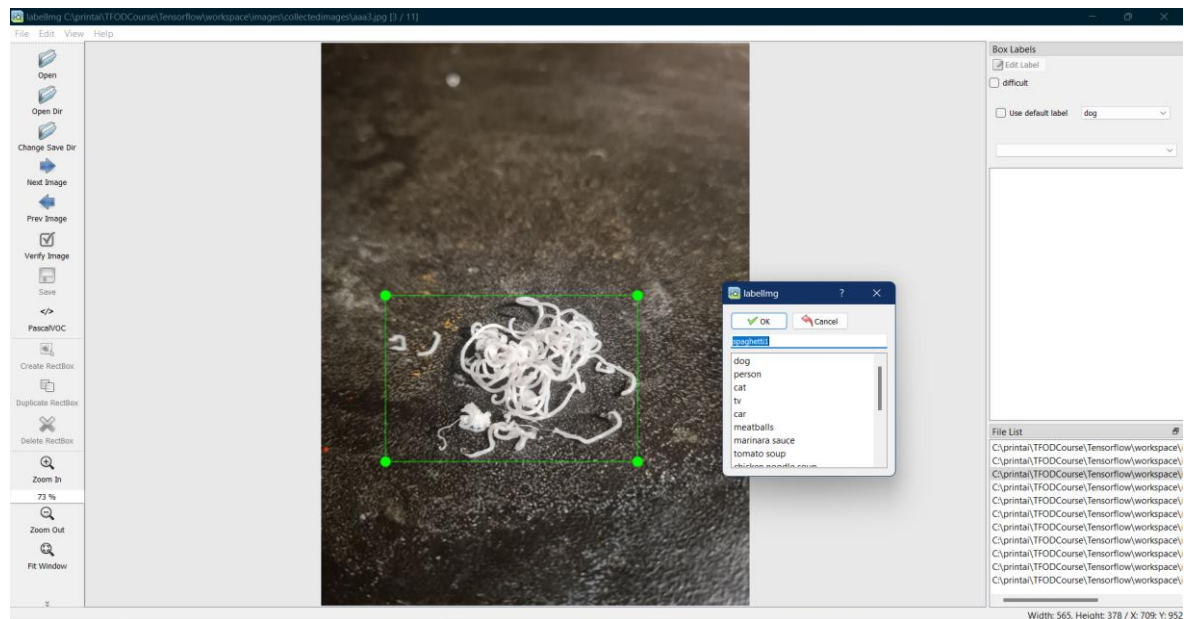 labelImg C:\printai\TFODCourse\Tensorflow\workspace\images\collectedimages\aaa3.jpg [3 / 11]
File Edit View Help
Open
Open Dir
Change Save Dir
Next Image
Prev Image
Verify Image
Save
</>
PascalVOC
Create RectBox
Duplicate RectBox
Delete RectBox
Zoom In
73 %
Zoom Out
Fit Window
labelImg ? 
OK Cancel
spaghetti1
dog
person
cat
tv
car
meatballs
marinara sauce
tomato soup
chicken noodle soup
Box Labels
Edit Label
difficult
Use default label dog
File List
C:\printai\TFODCourse\Tensorflow\workspace\
C:\printai\TFODCourse\Tensorflow\workspace\
C:\printai\TFODCourse\Tensorflow\workspace\
C:\printai\TFODCourse\Tensorflow\workspace\
C:\printai\TFODCourse\Tensorflow\workspace\
C:\printai\TFODCourse\Tensorflow\workspace\
C:\printai\TFODCourse\Tensorflow\workspace\
C:\printai\TFODCourse\Tensorflow\workspace\
C:\printai\TFODCourse\Tensorflow\workspace\
C:\printai\TFODCourse\Tensorflow\workspace\
C:\printai\TFODCourse\Tensorflow\workspace\
Width: 565, Height: 378 / X: 709; Y: 952